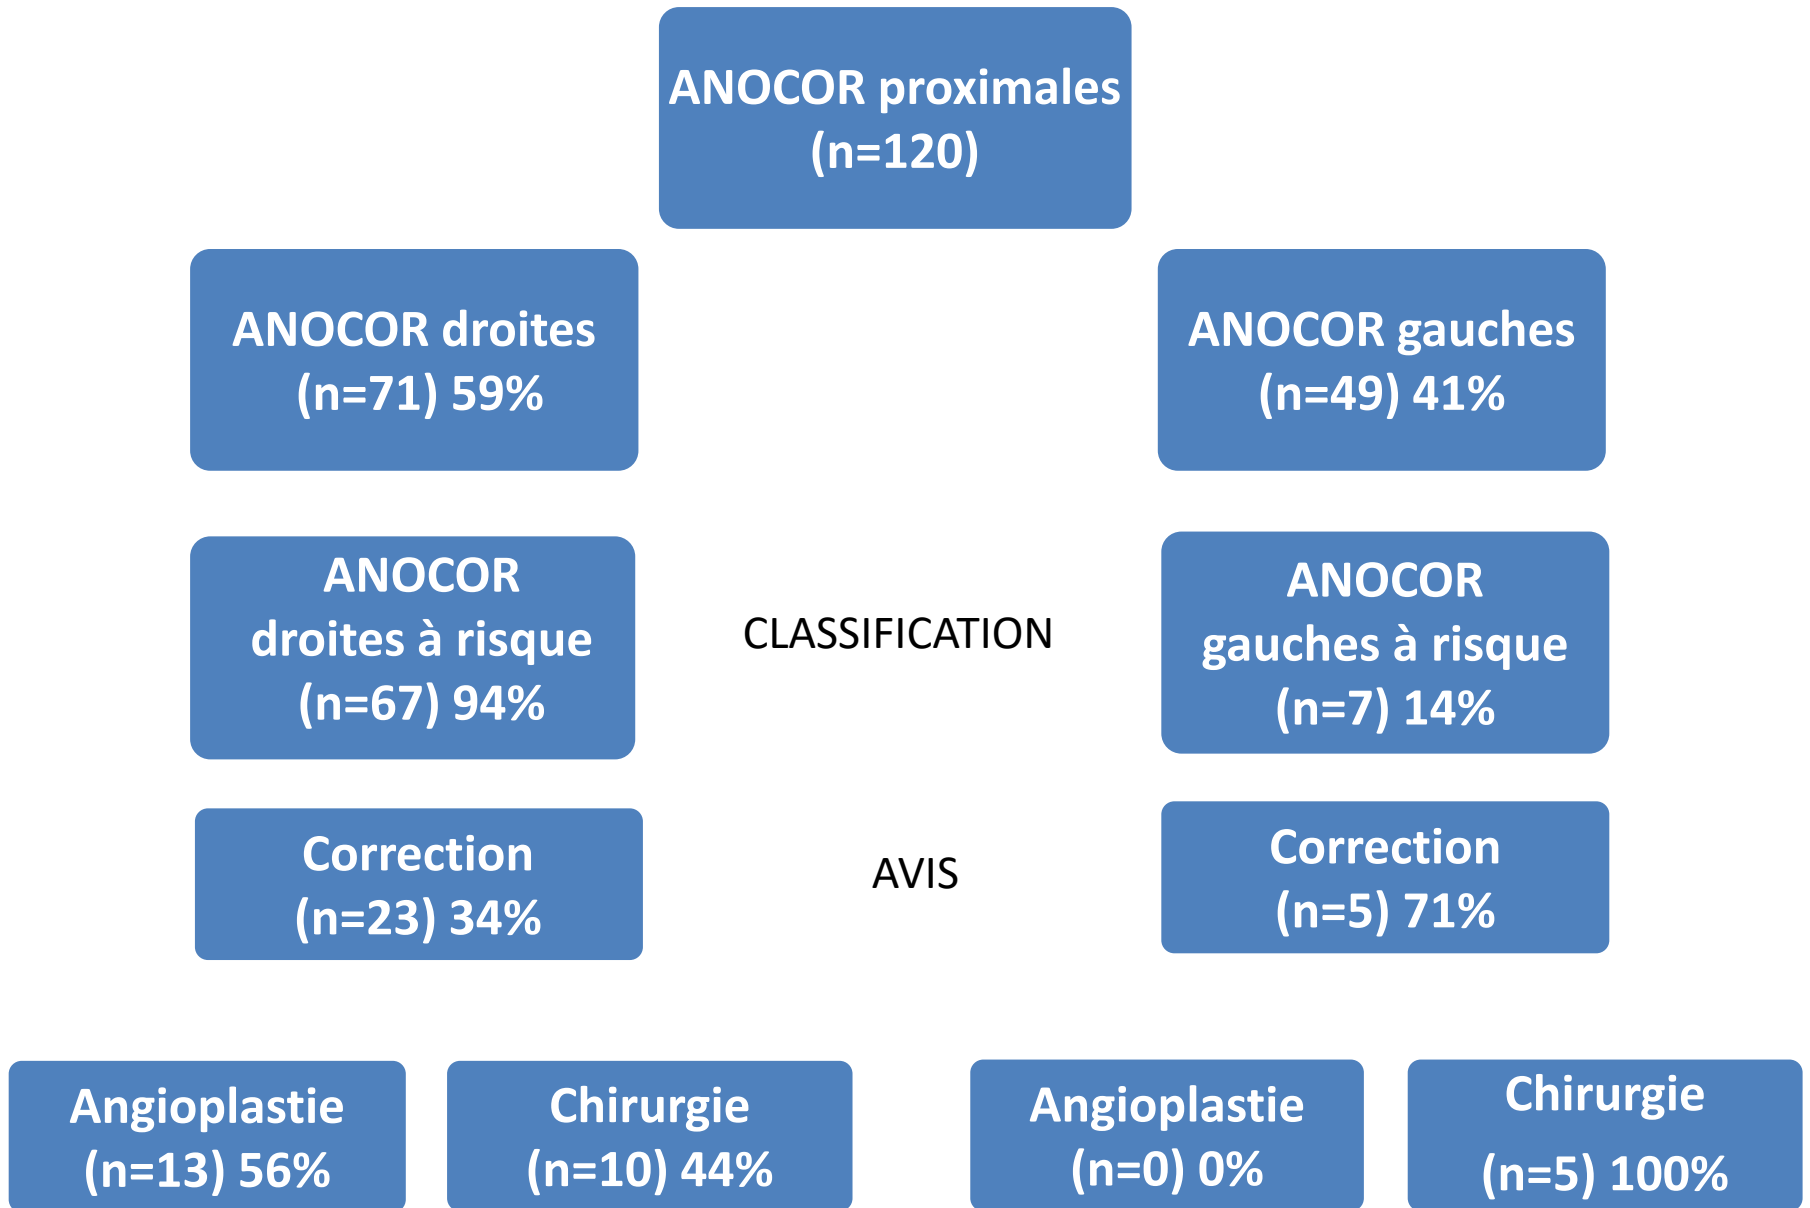 ANOCOR proximales
(n=120)
ANOCOR droites
(n=71) 59%
ANOCOR gauches
(n=49) 41%
ANOCOR
droites à risque
(n=67) 94%
CLASSIFICATION
ANOCOR
gauches à risque
(n=7) 14%
Correction
(n=23) 34%
AVIS
Correction
(n=5) 71%
Angioplastie
(n=13) 56%
Chirurgie
(n=10) 44%
Angioplastie
(n=0) 0%
Chirurgie
(n=5) 100%